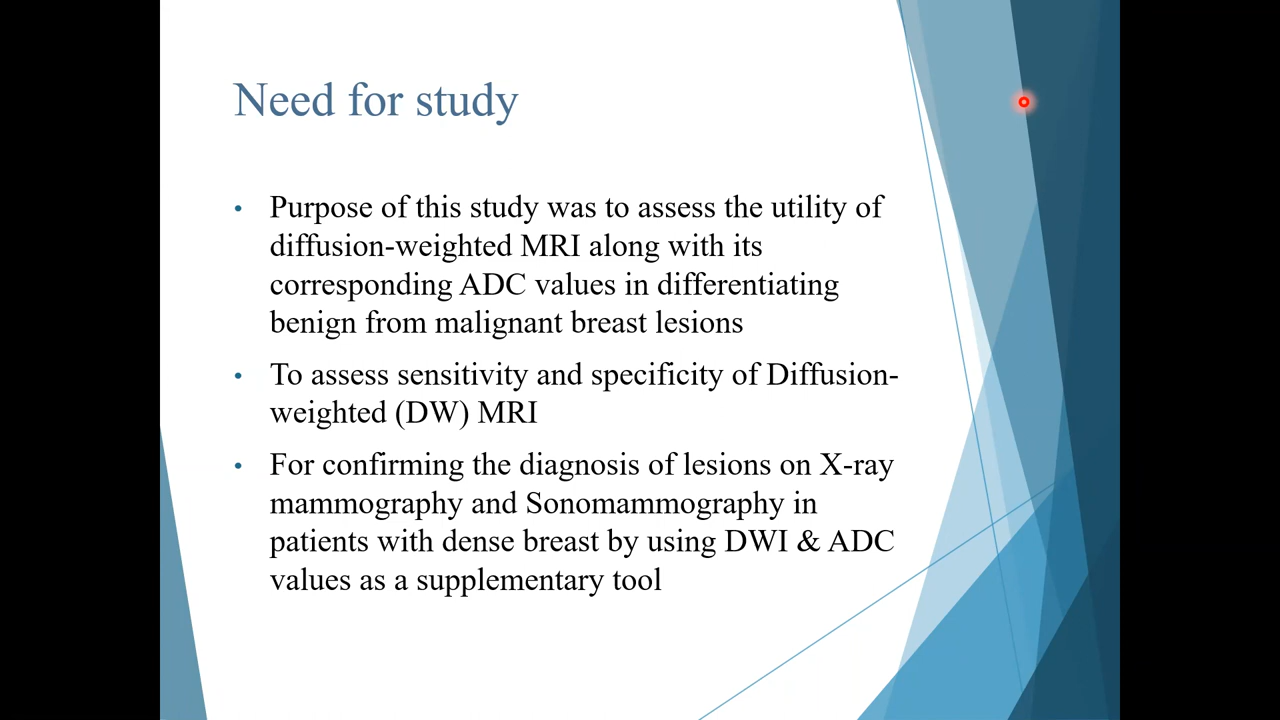 Need for study
• Purpose of this study was to assess the utility of
diffusion-weighted MRI along with its
corresponding ADC values in differentiating
benign from malignant breast lesions
• To assess sensitivity and specificity of Diffusion-
weighted (DW) MRI
• For confirming the diagnosis of lesions on X-ray
mammography and Sonomammography in
patients with dense breast by using DWI & ADC
values as a supplementary tool